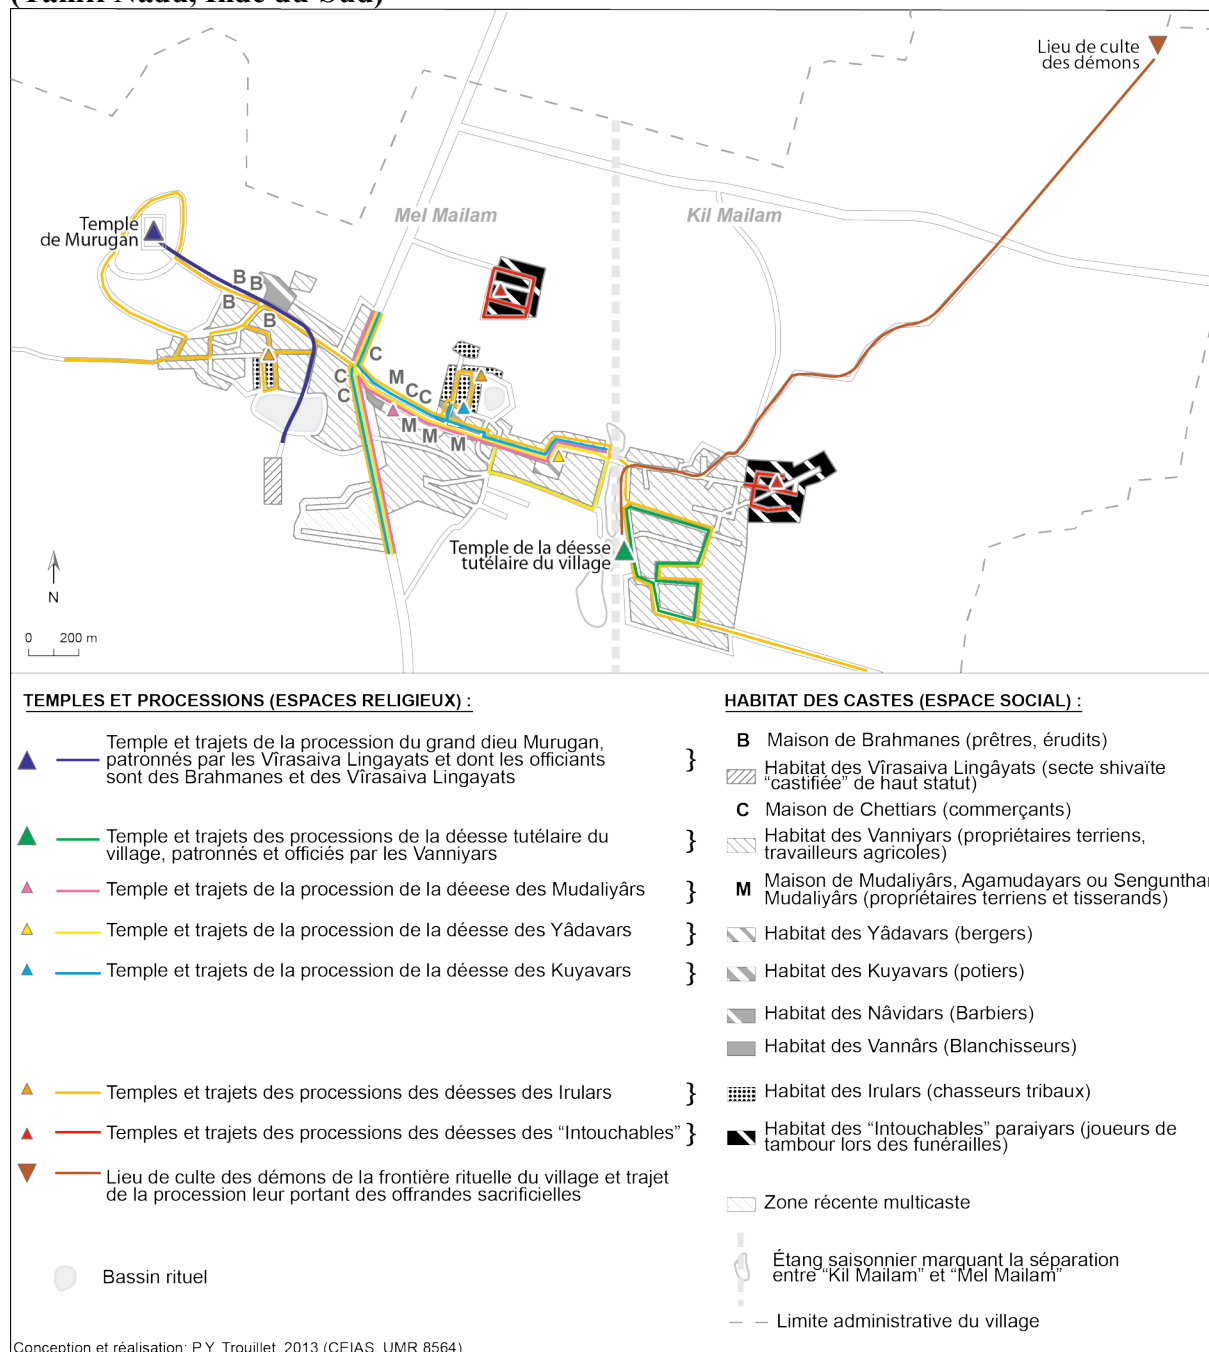 (Tamil Nadu, Inde du Sud)
Lieu de culte
des démons
Mel Mailam
Kil Mailam
Temple
de Murugan
B
B
B
B
C
C
C
M
C
C
M
M
M
Temple de la déesse
tutélaire du village
N
0 200 m
TEMPLES ET PROCESSIONS (ESPACES RELIGIEUX) :
Temple et trajets de la procession du grand dieu Murugan,
patronnés par les Vîrasaiva Lingayats et dont les officiants
sont des Brahmanes et des Vîrasaiva Lingayats
}
Temple et trajets des processions de la déesse tutélaire du
village, patronnés et officiés par les Vanniyars
}
Temple et trajets de la procession de la déeese des Mudaliyârs
}
Temple et trajets de la procession de la déesse des Yâdavars
}
Temple et trajets de la procession de la déesse des Kuyavars
}
Temples et trajets des processions des déesses des Irulars
}
Temples et trajets des processions des déesses des “Intouchables”
}
Lieu de culte des démons de la frontière rituelle du village et trajet
de la procession leur portant des offrandes sacrificielles
Bassin rituel
HABITAT DES CASTES (ESPACE SOCIAL) :
B Maison de Brahmanes (prêtres, érudits)
Habitat des Vîrasaiva Lingâyats (secte shivaïte
“castifiée” de haut statut)
C Maison de Chettiars (commerçants)
Habitat des Vanniyars (propriétaires terriens,
travailleurs agricoles)
M Maison de Mudaliyârs, Agamudayars ou Sengunthar
Mudaliyârs (propriétaires terriens et tisserands)
Habitat des Yâdavars (bergers)
Habitat des Kuyavars (potiers)
Habitat des Nâvidars (Barbiers)
Habitat des Vannârs (Blanchisseurs)
Habitat des Irulars (chasseurs tribaux)
Habitat des “Intouchables” paraiyars (joueurs de
tambour lors des funérailles)
Zone récente multicaste
Étang saisonnier marquant la séparation
entre “Kil Mailam” et “Mel Mailam”
Limite administrative du village
Conception et réalisation: P.Y. Trouillet, 2013 (CEIAS, UMR 8564)